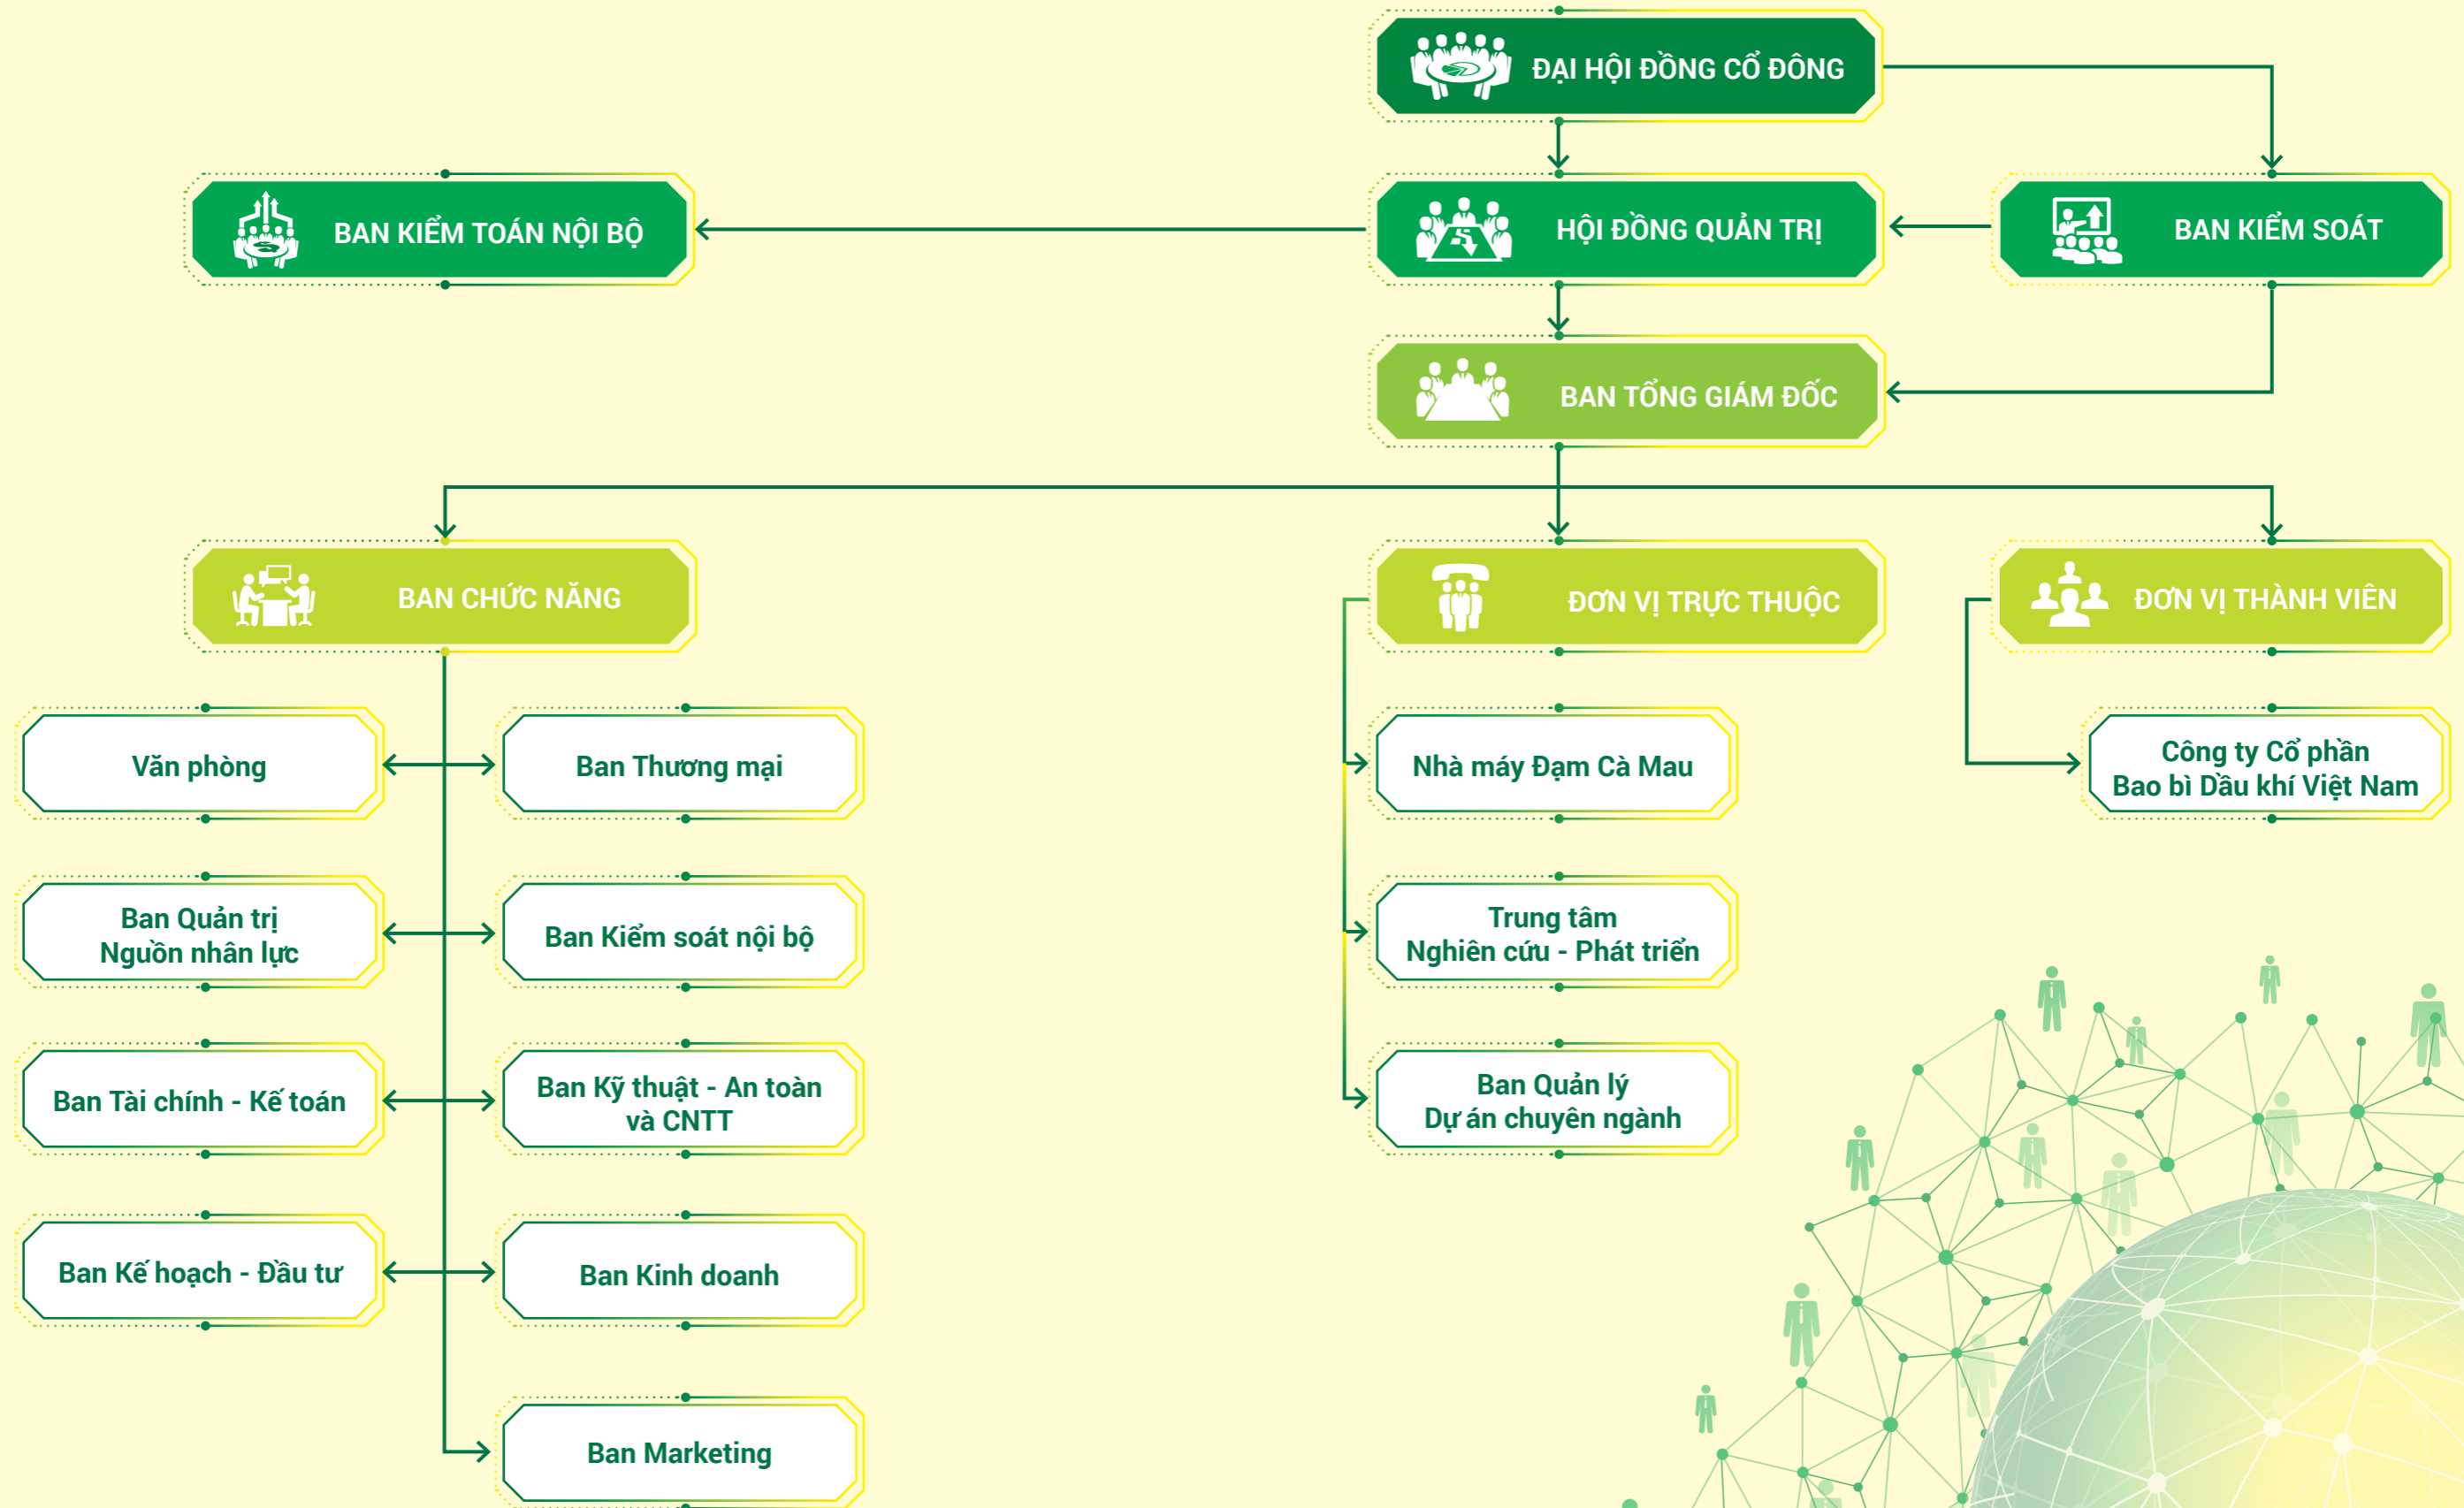 ĐẠI HỘI ĐỒNG CỔ ĐÔNG
BAN KIỂM TOÁN NỘI BỘ
HỘI ĐỒNG QUẢN TRỊ
BAN KIỂM SOÁT
BAN TỔNG GIÁM ĐỐC
BAN CHỨC NĂNG
ĐƠN VỊ TRỰC THUỘC
ĐƠN VỊ THÀNH VIÊN
Văn phòng
Ban Thương mại
Nhà máy Đạm Cà Mau
Công ty Cổ phần
Bao bì Dầu khí Việt Nam
Ban Quản trị
Nguồn nhân lực
Ban Kiểm soát nội bộ
Trung tâm
Nghiên cứu - Phát triển
Ban Tài chính - Kế toán
Ban Kỹ thuật - An toàn
và CNTT
Ban Quản lý
Dự án chuyên ngành
Ban Kế hoạch - Đầu tư
Ban Kinh doanh
Ban Marketing